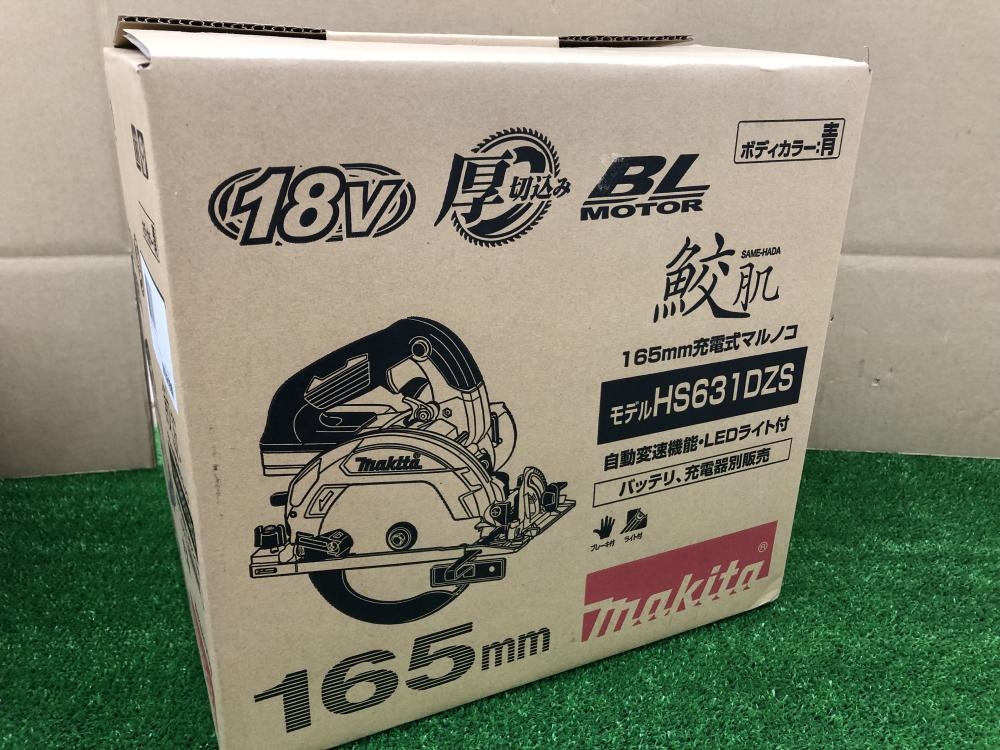 18V
厚切込み
BL
MOTOR
ボディカラー:青
鮫肌
SAME-HADA
165mm充電式マルノコ
モデルHS631DZS
自動変速機能・LEDライト付
バッテリ、充電器別販売
ブレーキ付
ライト付
makita
makita®
165mm